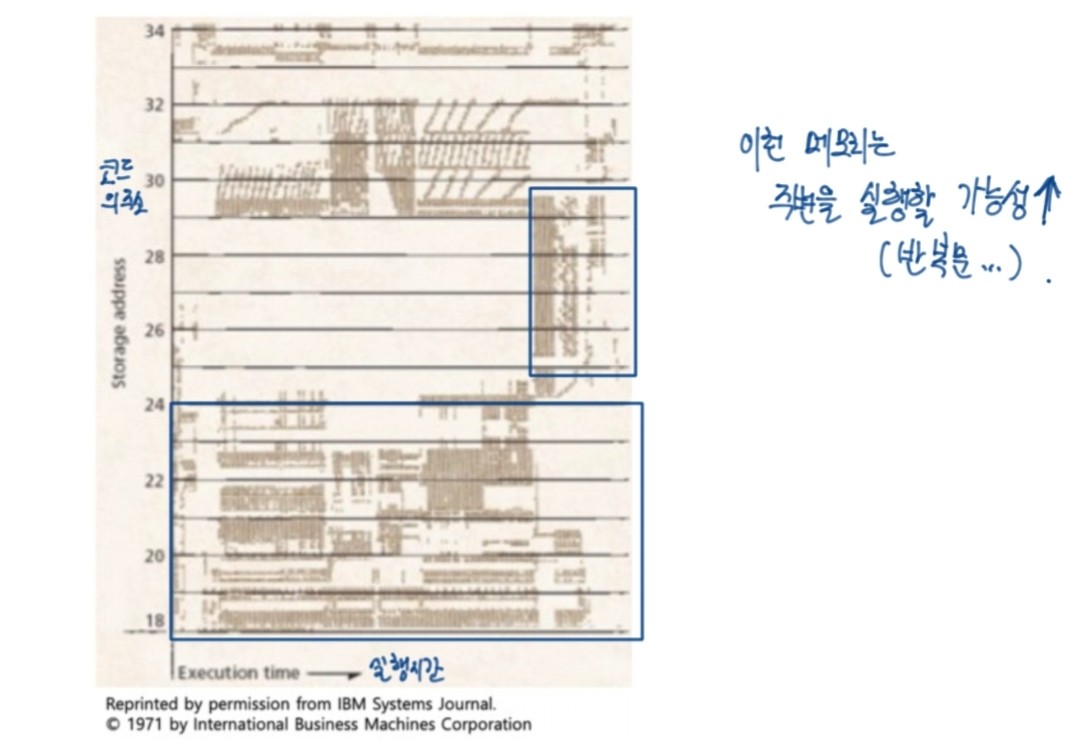 34
32
코드
30
의 주소
28
Storage address
26
24
22
20
18
Execution time
실행시간
이런 메모리는
주변을 실행할 가능성↑
(반복문...).
Reprinted by permission from IBM Systems Journal.
© 1971 by International Business Machines Corporation